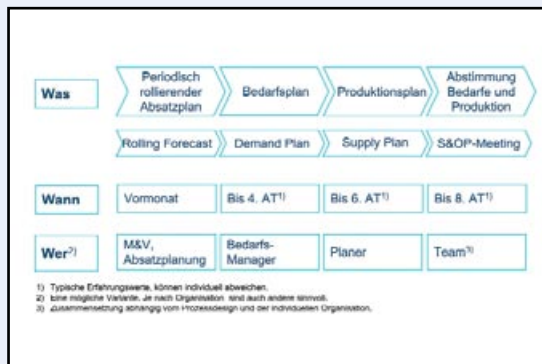 Was
Periodisch
rollierender
Absatzplan
Bedarfsplan
Produktionsplan
Abstimmung
Bedarfe und
Produktion
Rolling Forecast
Demand Plan
Supply Plan
S&OP-Meeting
Wann
Vormonat
Bis 4. AT¹⁾
Bis 6. AT¹⁾
Bis 8. AT¹⁾
Wer²⁾
M&V,
Absatzplanung
Bedarfs-
Manager
Planer
Team³⁾
1) Typische Erfahrungswerte, können individuell abweichen.
2) Eine mögliche Variante. Je nach Organisation sind auch andere sinnvoll.
3) Zusammensetzung abhängig vom Prozessdesign und der individuellen Organisation.